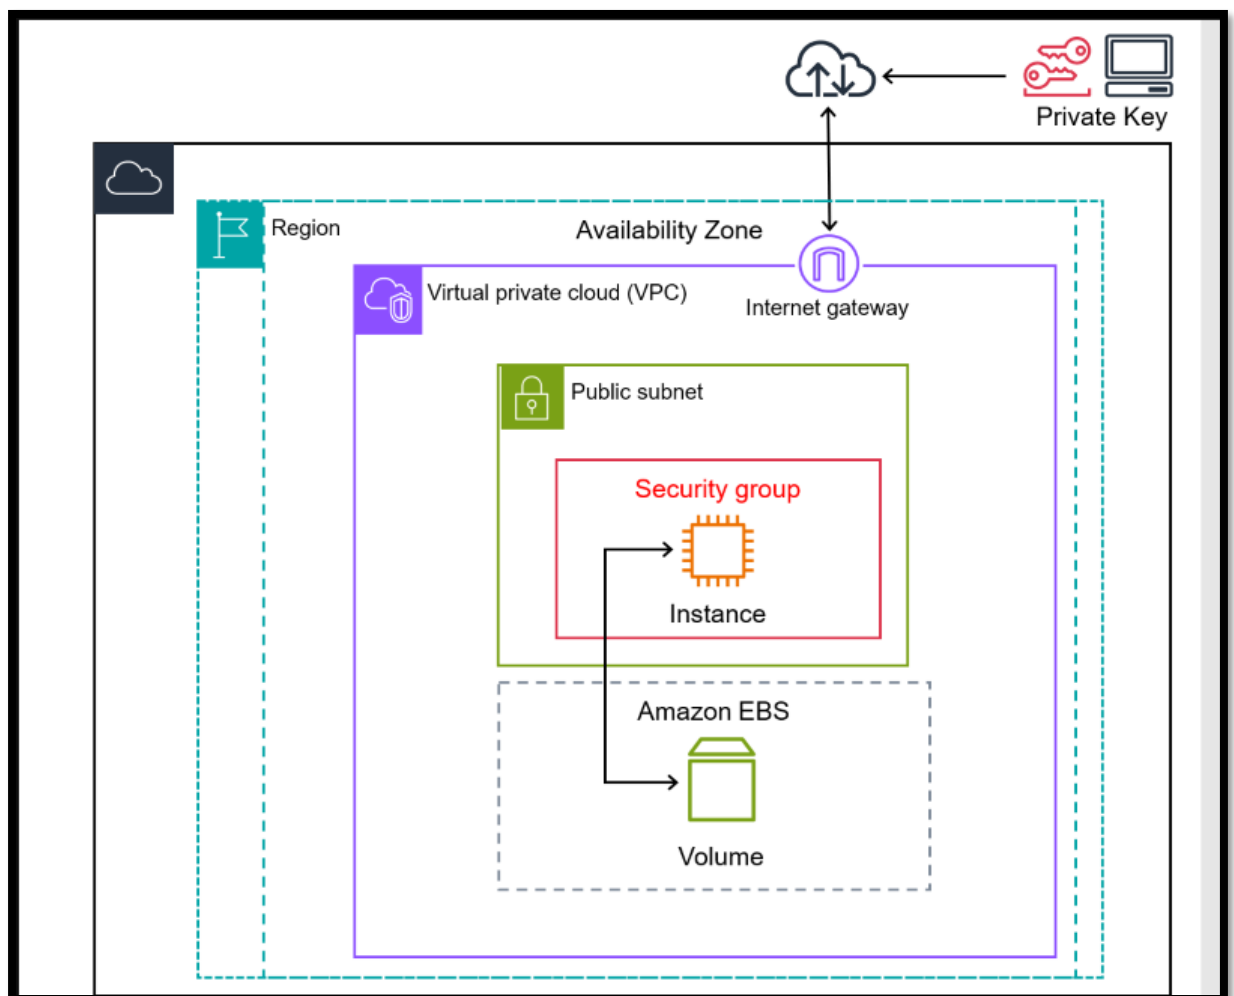 Private Key
Region
Availability Zone
Virtual private cloud (VPC)
Internet gateway
Public subnet
Security group
Instance
Amazon EBS
Volume